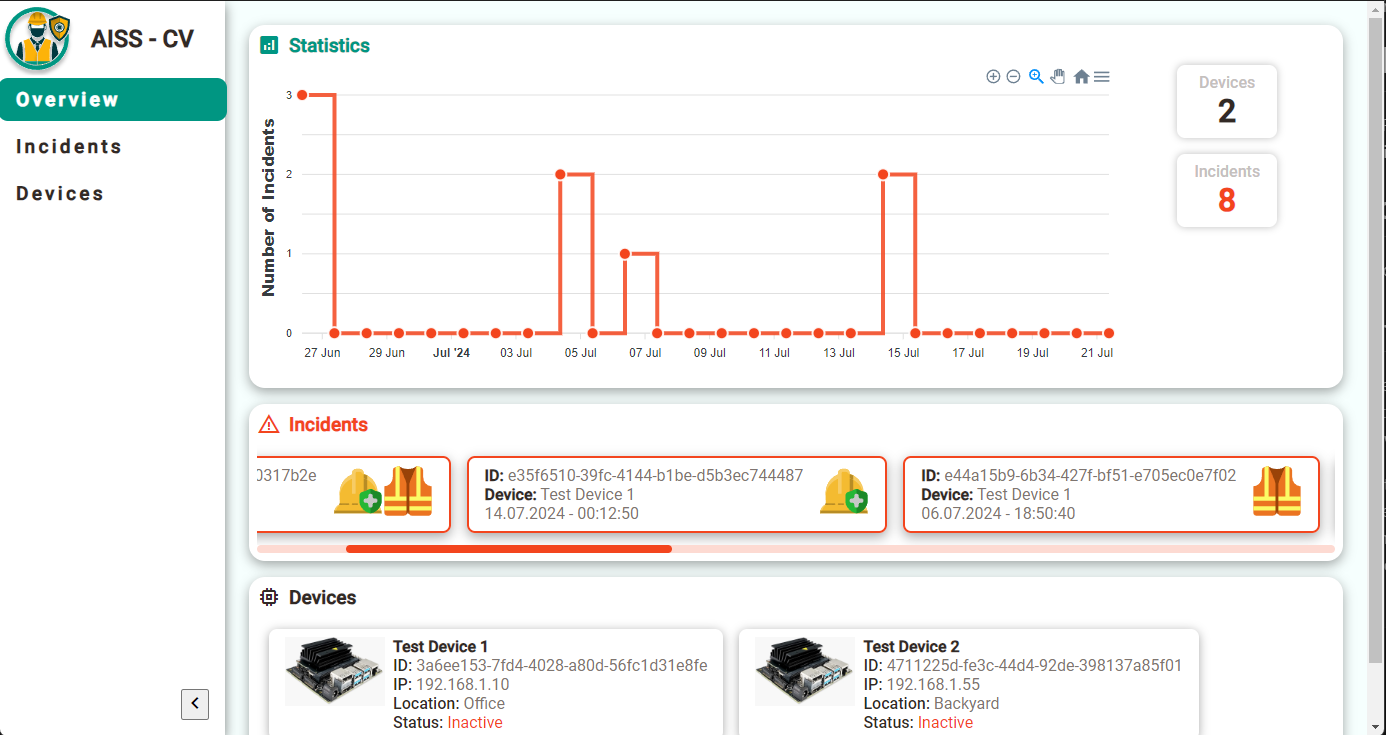 AISS - CV
Overview
Incidents
Devices
Statistics
Devices
2
Incidents
8
Number of Incidents
3
2
1
0
27 Jun 29 Jun Jul '24 03 Jul 05 Jul 07 Jul 09 Jul 11 Jul 13 Jul 15 Jul 17 Jul 19 Jul 21 Jul
Incidents
0317b2e
ID: e35f6510-39fc-4144-b1be-d5b3ec744487
Device: Test Device 1
14.07.2024 - 00:12:50
ID: e44a15b9-6b34-427f-bf51-e705ec0e7f02
Device: Test Device 1
06.07.2024 - 18:50:40
Devices
Test Device 1
ID: 3a6ee153-7fd4-4028-a80d-56fc1d31e8fe
IP: 192.168.1.10
Location: Office
Status: Inactive
Test Device 2
ID: 4711225d-fe3c-44d4-92de-398137a85f01
IP: 192.168.1.55
Location: Backyard
Status: Inactive